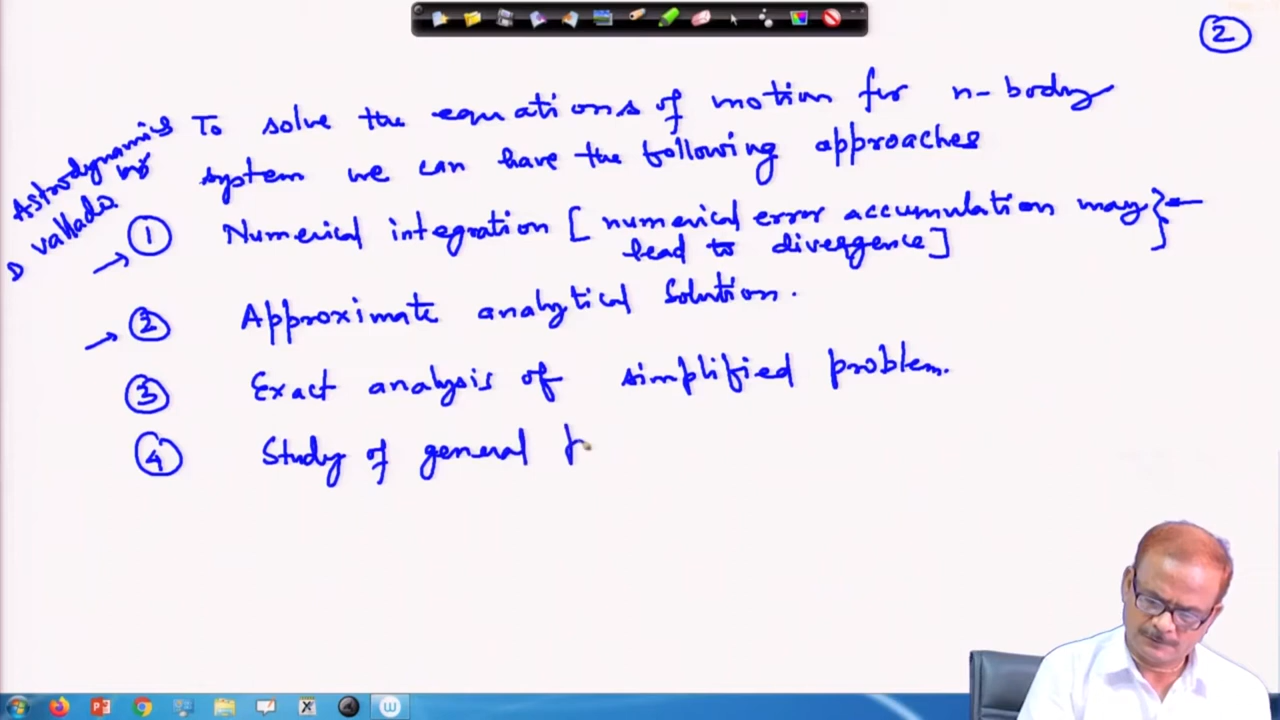 2
Astrodynamics
by
vallado
D
To solve the equations of motion for n-body
system we can have the following approaches
1 Numerical integration [numerical error accumulation may
lead to divergence]
2 Approximate analytical Solution.
3 Exact analysis of simplified problem.
4 Study of general